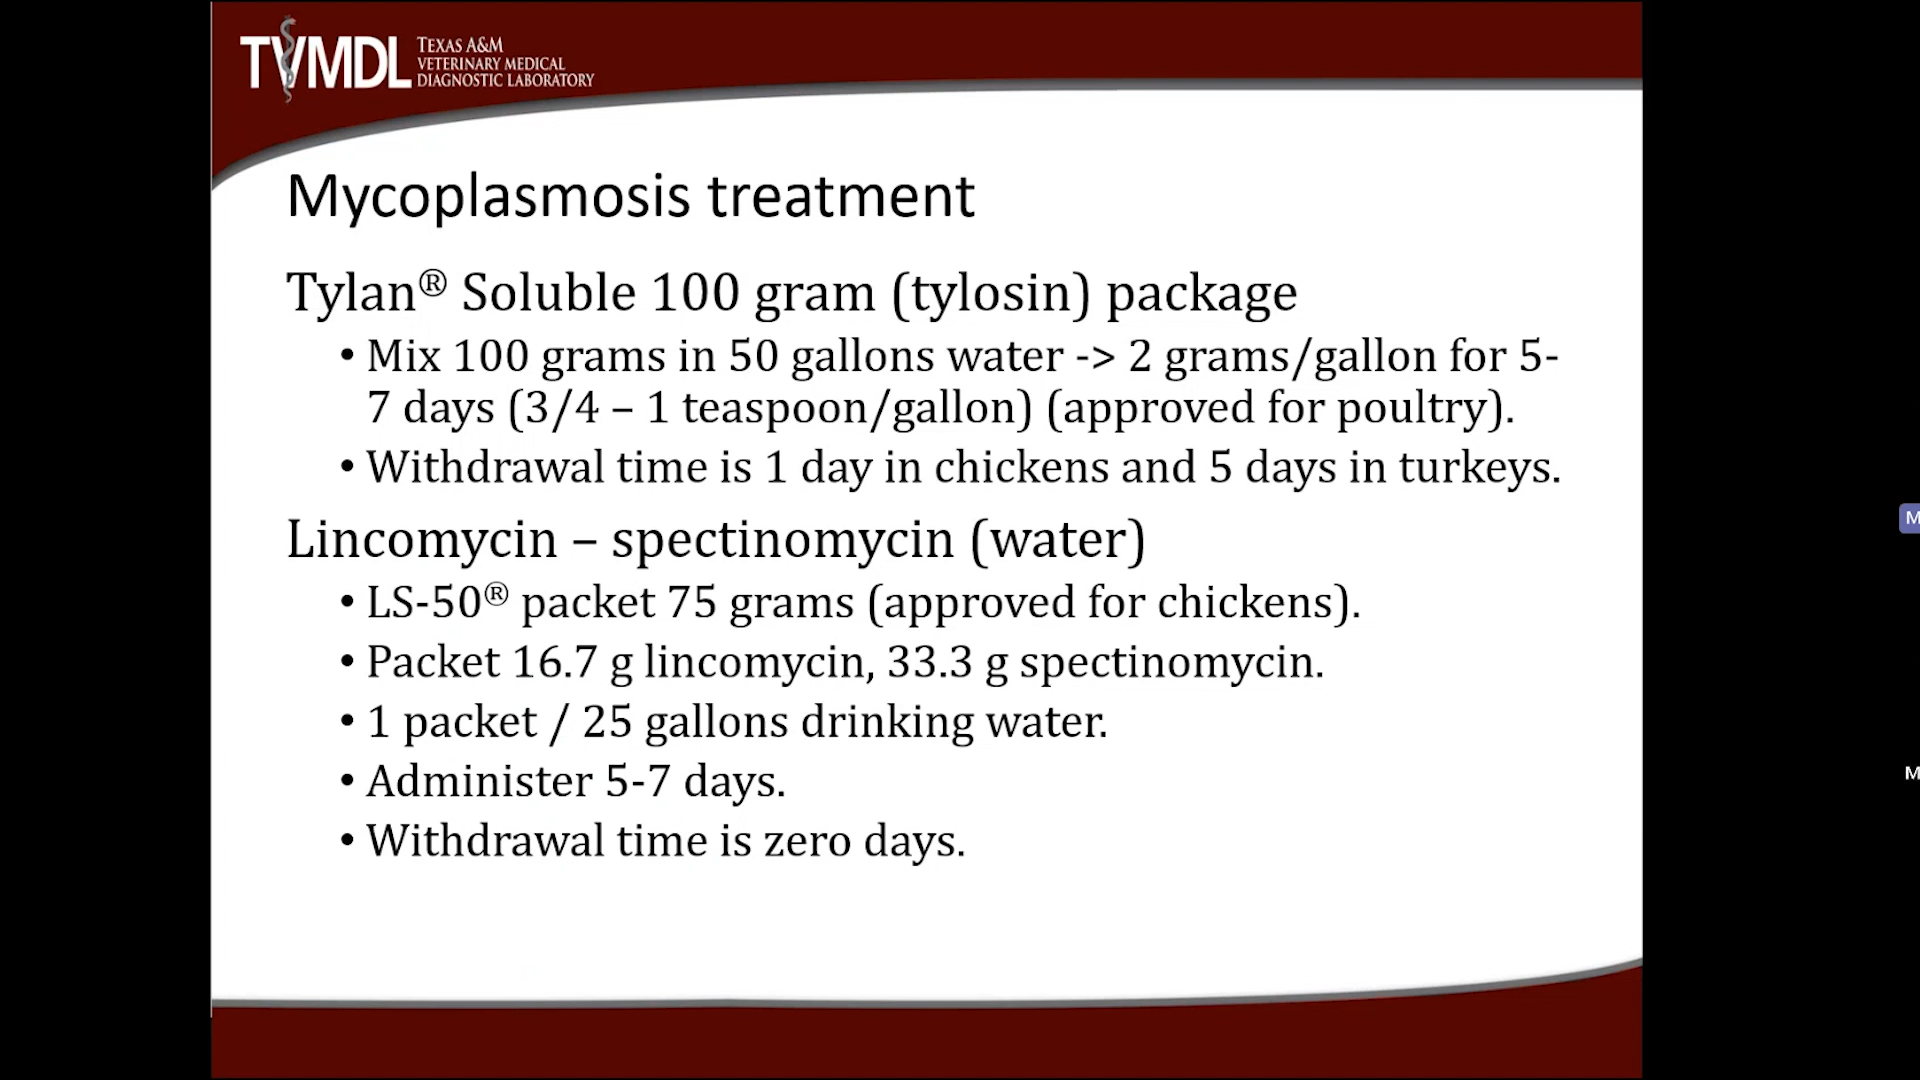 TVMDL
TEXAS A&M
VETERINARY MEDICAL
DIAGNOSTIC LABORATORY
Mycoplasmosis treatment
Tylan® Soluble 100 gram (tylosin) package
• Mix 100 grams in 50 gallons water -> 2 grams/gallon for 5-
7 days (3/4 – 1 teaspoon/gallon) (approved for poultry).
• Withdrawal time is 1 day in chickens and 5 days in turkeys.
Lincomycin – spectinomycin (water)
• LS-50® packet 75 grams (approved for chickens).
• Packet 16.7 g lincomycin, 33.3 g spectinomycin.
• 1 packet / 25 gallons drinking water.
• Administer 5-7 days.
• Withdrawal time is zero days.
M
M